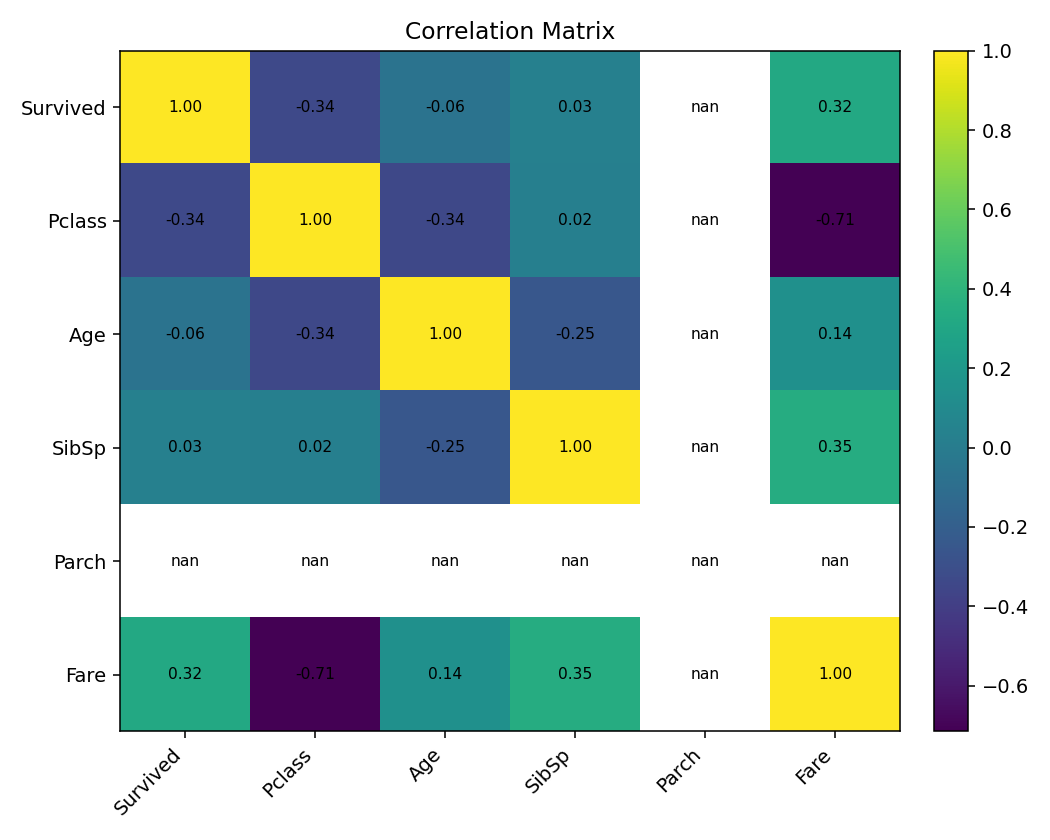 Correlation Matrix
Survived 1.00 -0.34 -0.06 0.03 nan 0.32
Pclass -0.34 1.00 -0.34 0.02 nan -0.71
Age -0.06 -0.34 1.00 -0.25 nan 0.14
SibSp 0.03 0.02 -0.25 1.00 nan 0.35
Parch nan nan nan nan nan nan
Fare 0.32 -0.71 0.14 0.35 nan 1.00
Survived Pclass Age SibSp Parch Fare
1.0
0.8
0.6
0.4
0.2
0.0
−0.2
−0.4
−0.6